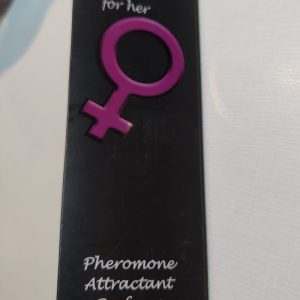 for her
Pheromone
Attractant